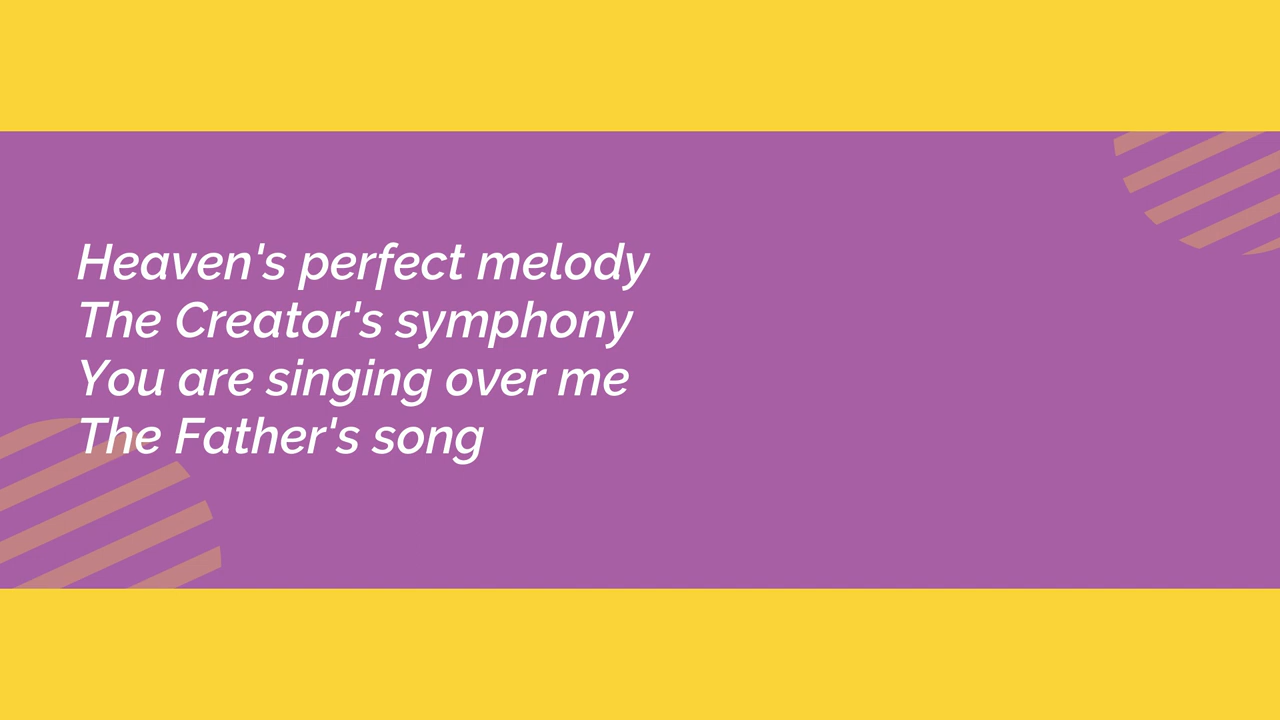 Heaven's perfect melody
The Creator's symphony
You are singing over me
The Father's song